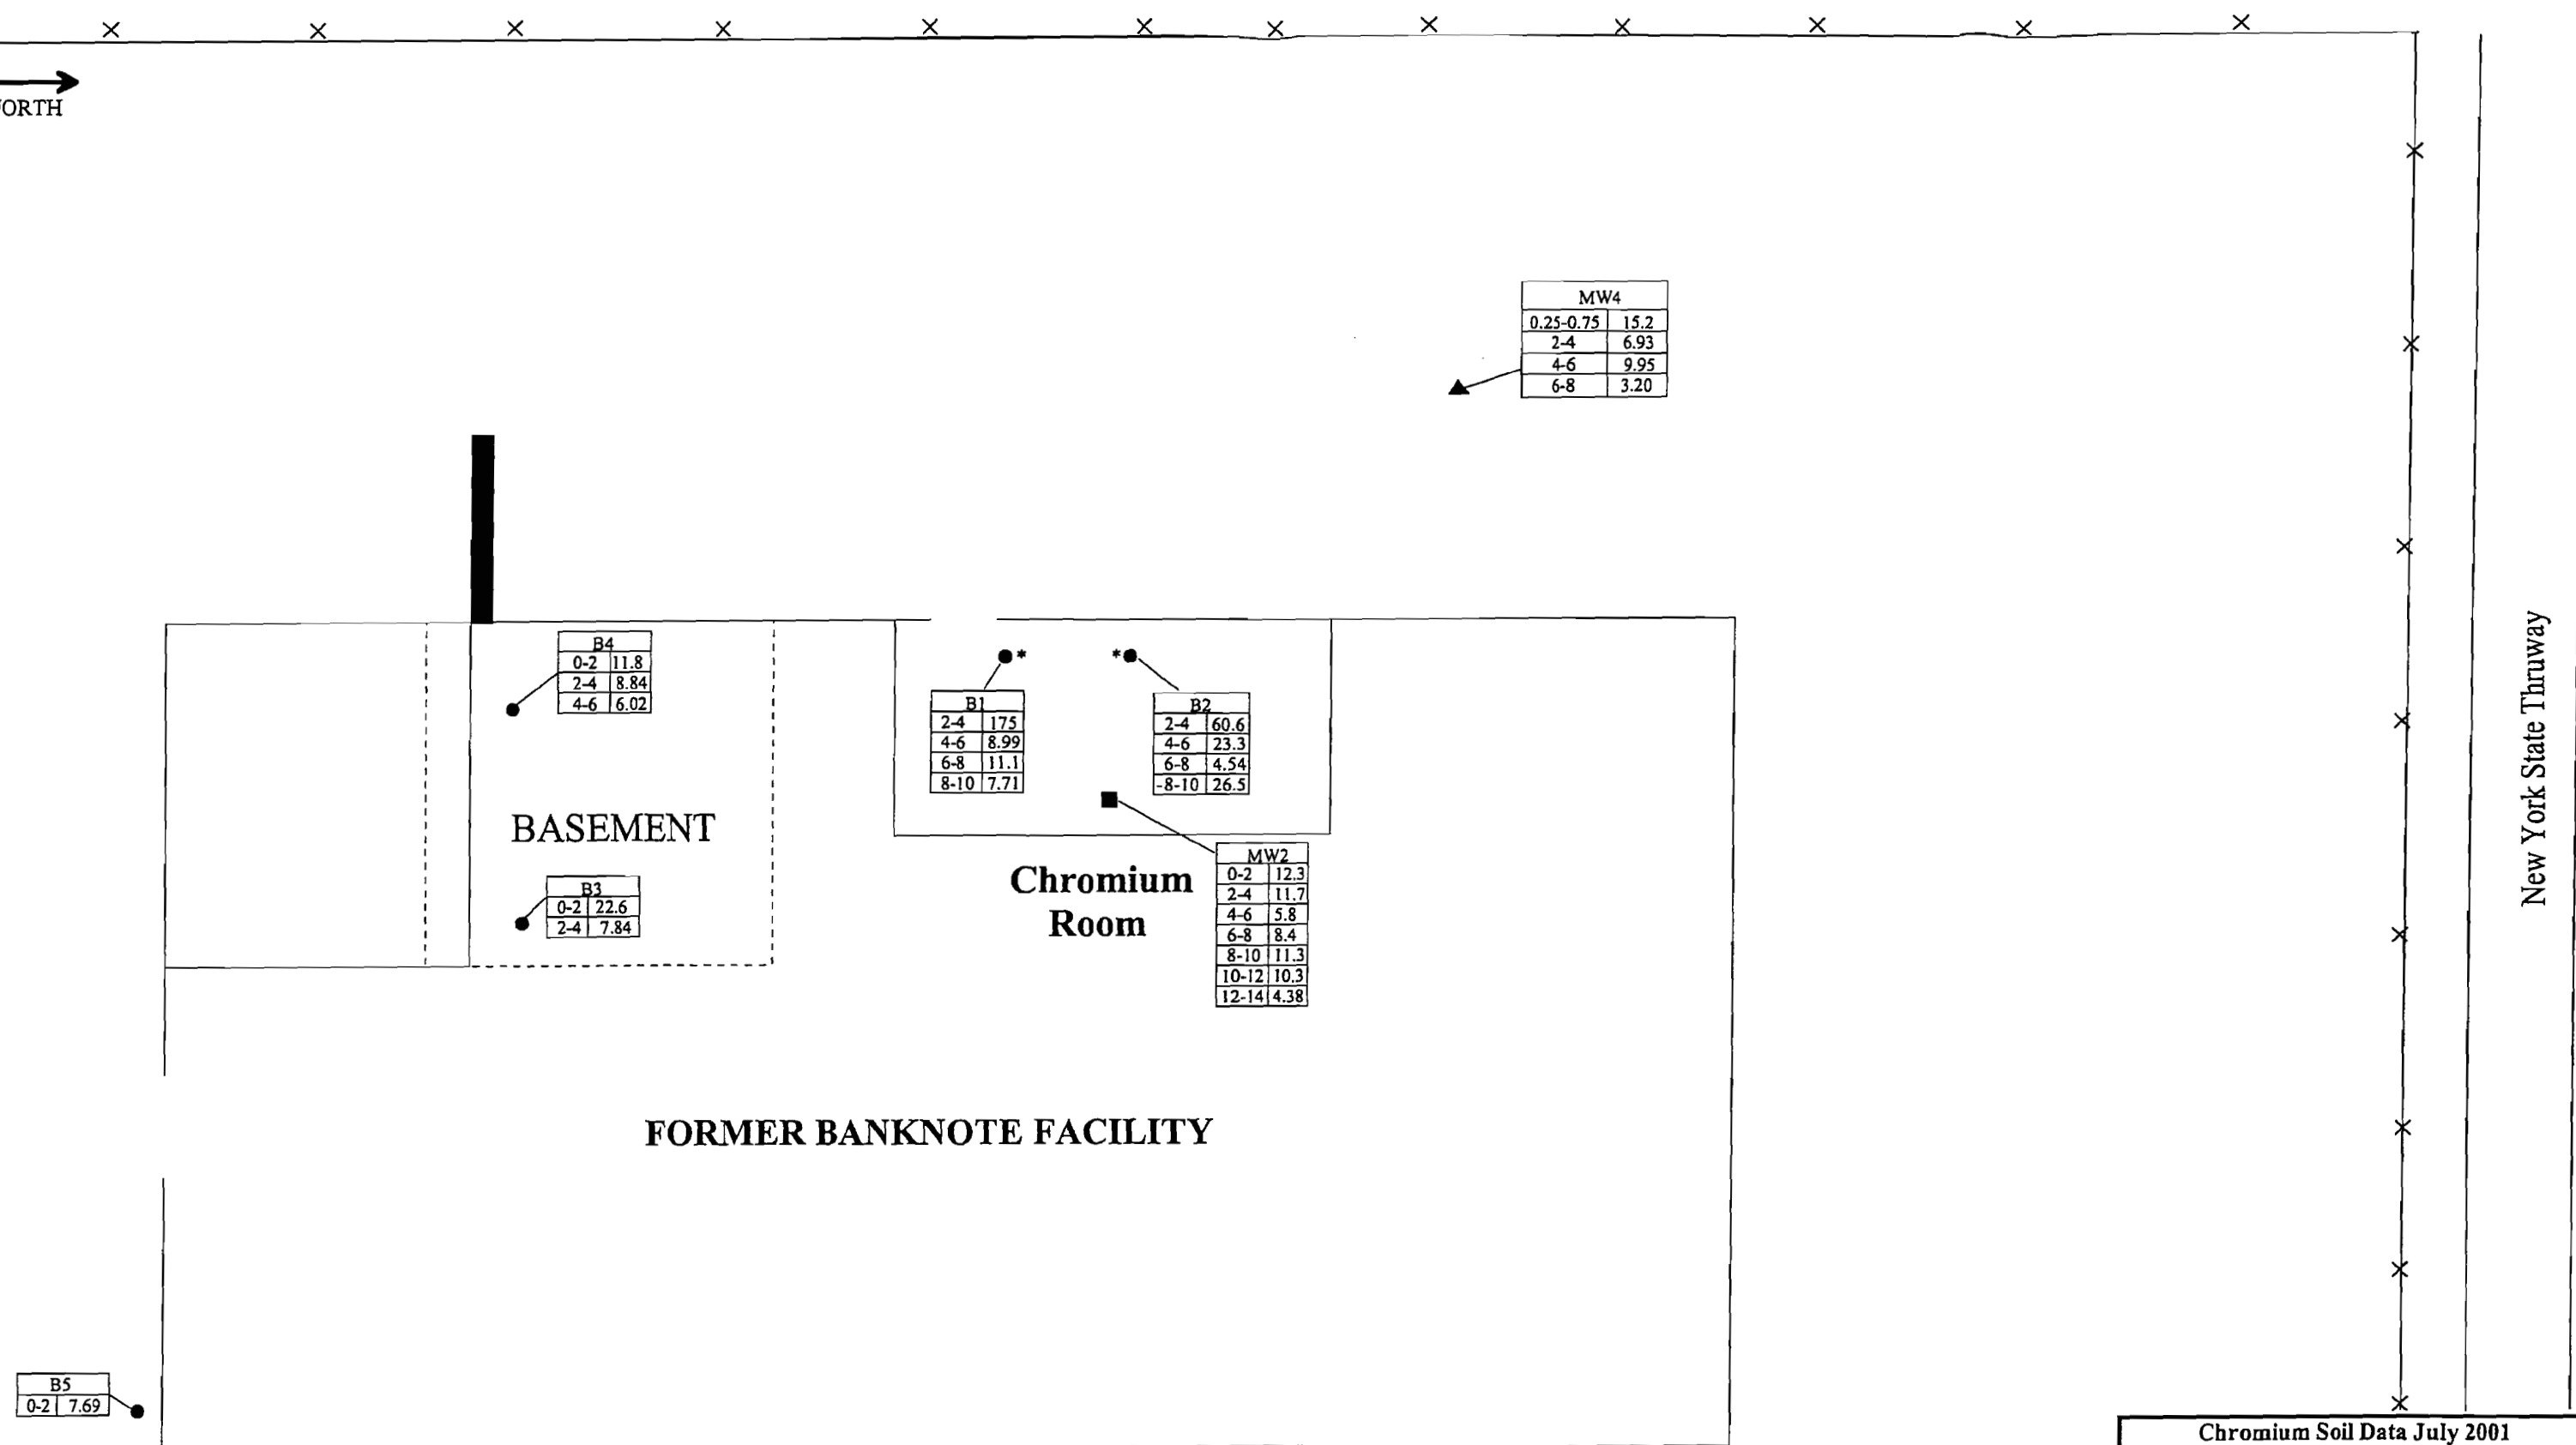 ORTH
MW4
0.25-0.75 15.2
2-4 6.93
4-6 9.95
6-8 3.20
B4
0-2 11.8
2-4 8.84
4-6 6.02
* *
B1
2-4 175
4-6 8.99
6-8 11.1
8-10 7.71
B2
2-4 60.6
4-6 23.3
6-8 4.54
-8-10 26.5
BASEMENT
B3
0-2 22.6
2-4 7.84
Chromium
Room
MW2
0-2 12.3
2-4 11.7
4-6 5.8
6-8 8.4
8-10 11.3
10-12 10.3
12-14 4.38
FORMER BANKNOTE FACILITY
B5
0-2 7.69
New York State Thruway
Chromium Soil Data July 2001